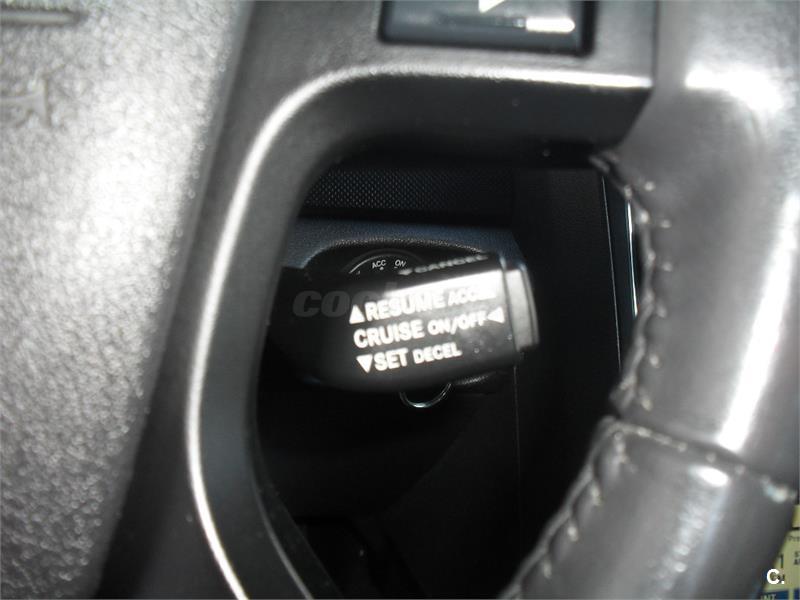 ACC ON
CANCEL
▲RESUME ACCEL
CRUISE ON/OFF◀
▼SET DECEL
C.